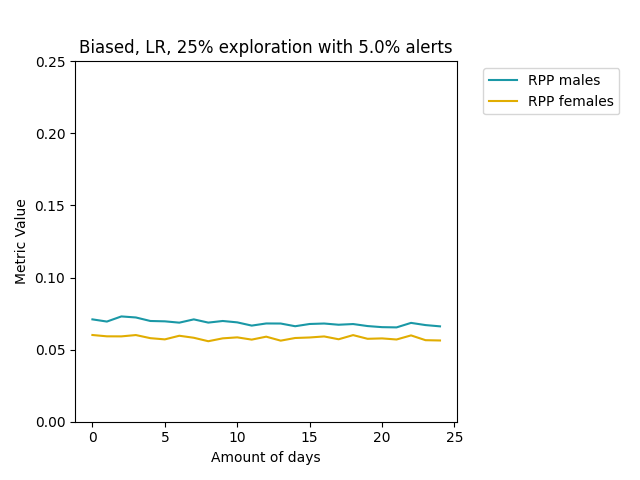 Biased, LR, 25% exploration with 5.0% alerts
RPP males
RPP females
Metric Value
0.25
0.20
0.15
0.10
0.05
0.00
0 5 10 15 20 25
Amount of days